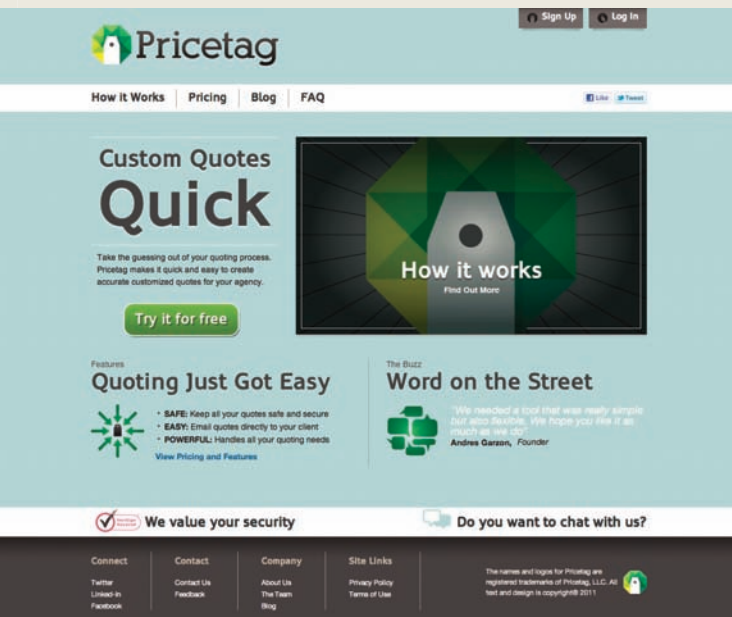 Sign Up
Log In
Pricetag
How it Works
Pricing
Blog
FAQ
Like
Tweet
Custom Quotes
Quick
Take the guessing out of your quoting process.
Pricetag makes it quick and easy to create
accurate customized quotes for your agency.
Try it for free
How it works
Find Out More
Features
Quoting Just Got Easy
• SAFE: Keep all your quotes safe and secure
• EASY: Email quotes directly to your client
• POWERFUL: Handles all your quoting needs
View Pricing and Features
The Buzz
Word on the Street
"We needed a tool that was really simple
but also flexible. We hope you like it as
much as we do"
Andres Garzon, Founder
We value your security
Do you want to chat with us?
Connect
Twitter
Linked-in
Facebook
Contact
Contact Us
Feedback
Company
About Us
The Team
Blog
Site Links
Privacy Policy
Terms of Use
The names and logos for Pricetag are
registered trademarks of Pricetag, LLC. All
text and design is copyright© 2011